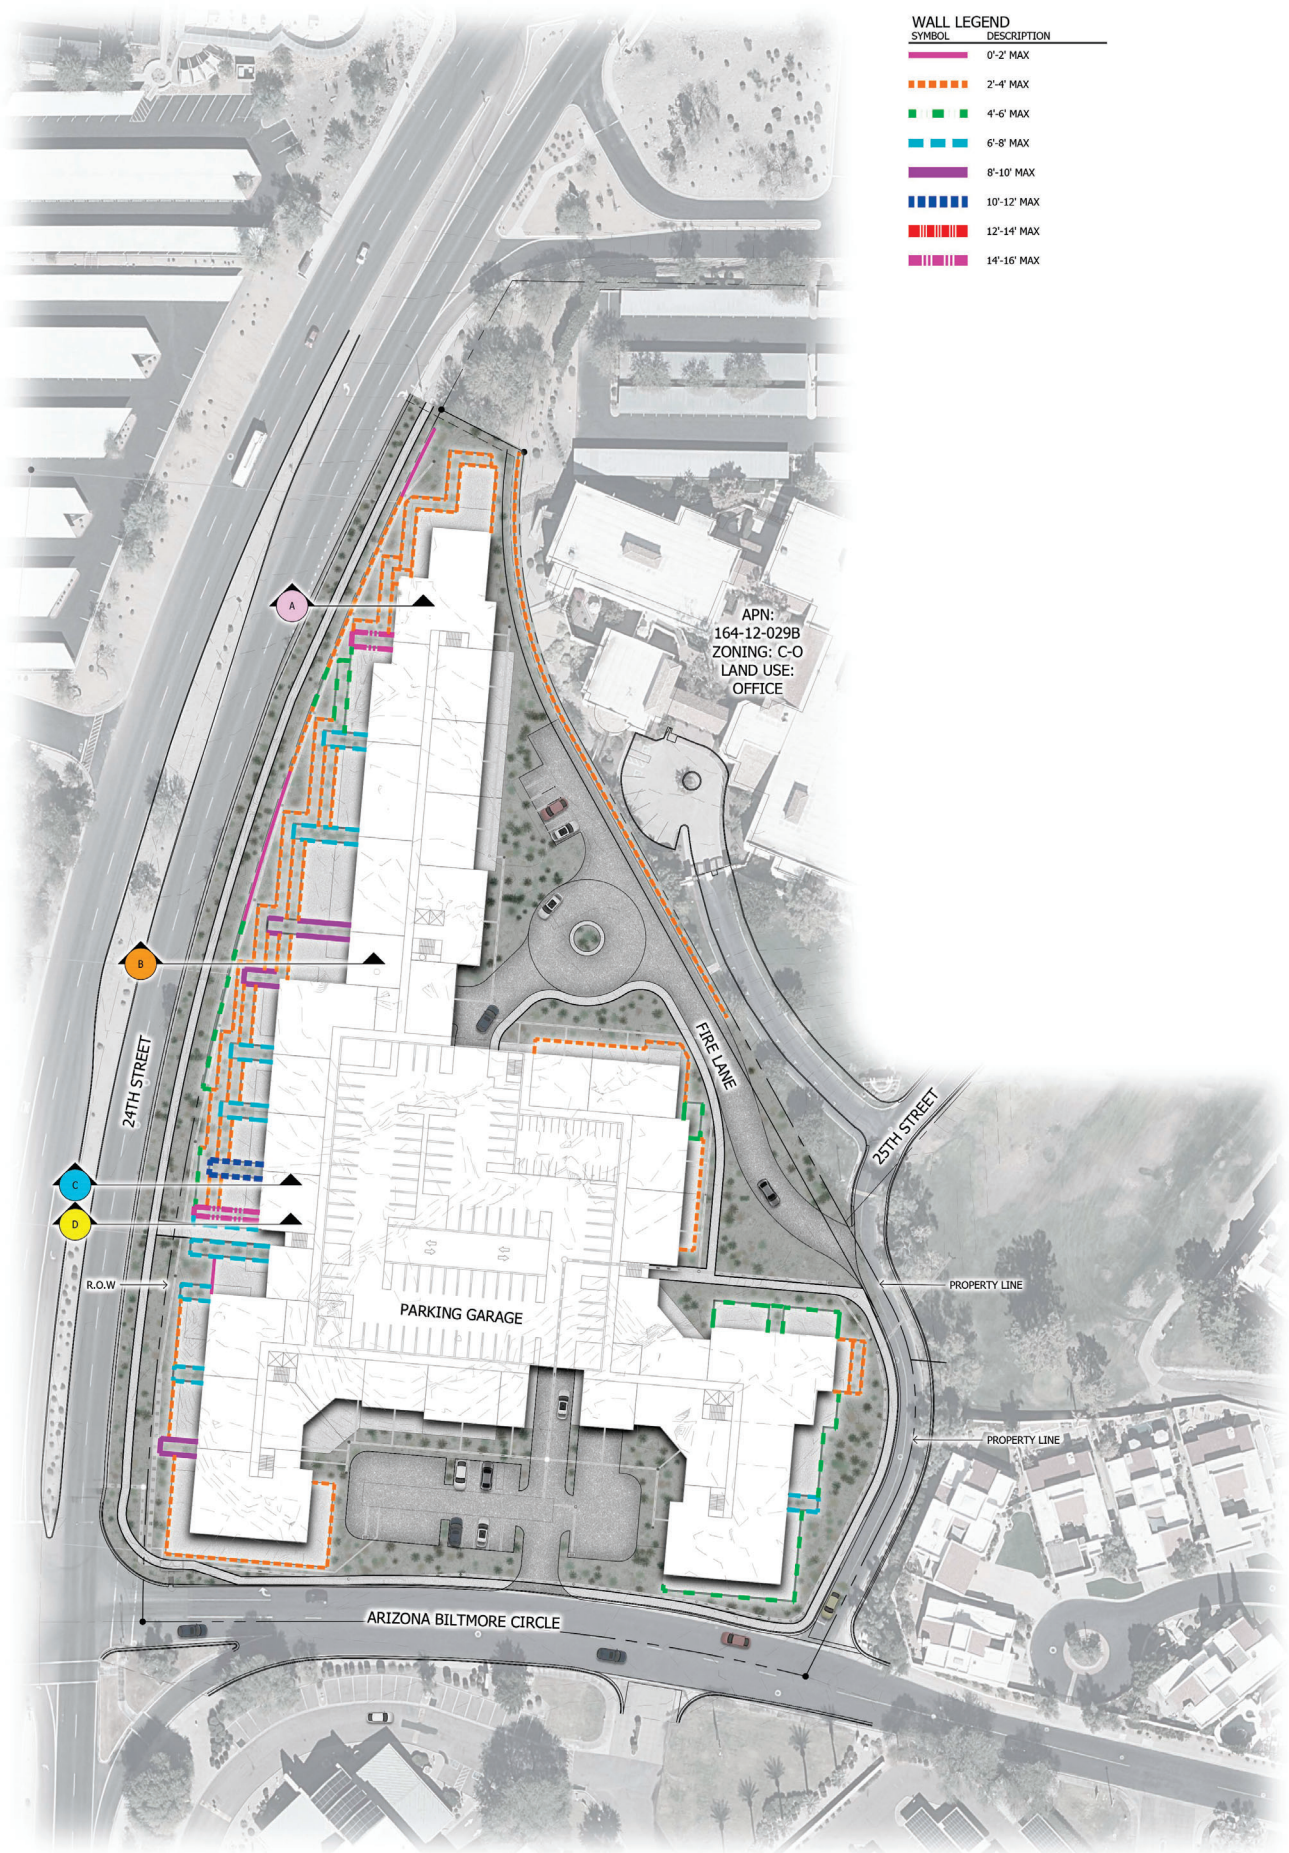 WALL LEGEND
SYMBOL DESCRIPTION
0'-2' MAX
2'-4' MAX
4'-6' MAX
6'-8' MAX
8'-10' MAX
10'-12' MAX
12'-14' MAX
14'-16' MAX
A
APN:
164-12-029B
ZONING: C-O
LAND USE:
OFFICE
B
24TH STREET
FIRE LANE
25TH STREET
C
D
R.O.W
PROPERTY LINE
PARKING GARAGE
PROPERTY LINE
ARIZONA BILTMORE CIRCLE